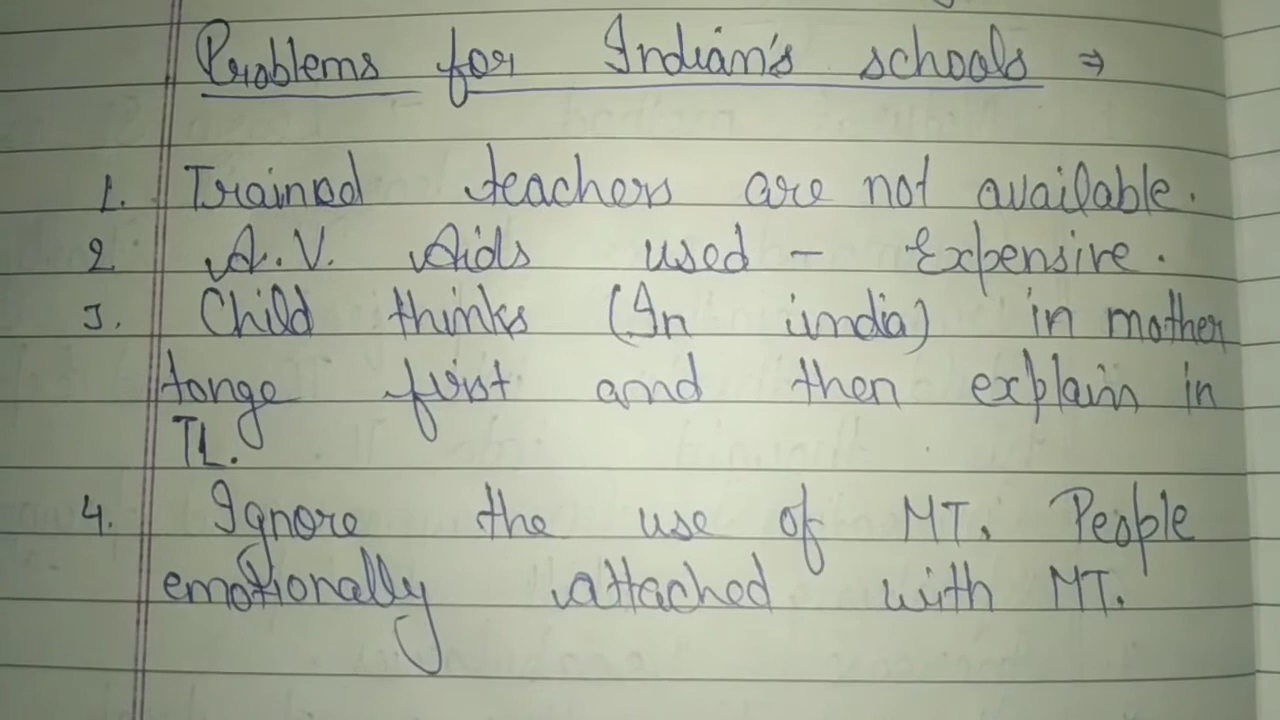 Problems for Indian's schools ⇒
1. Trained teachers are not available.
2 A.V. Aids used - Expensive.
3. Child thinks (In india) in mother
tonge first and then explain in
TL.
4. Ignore the use of MT. People
emotionally attached with MT.